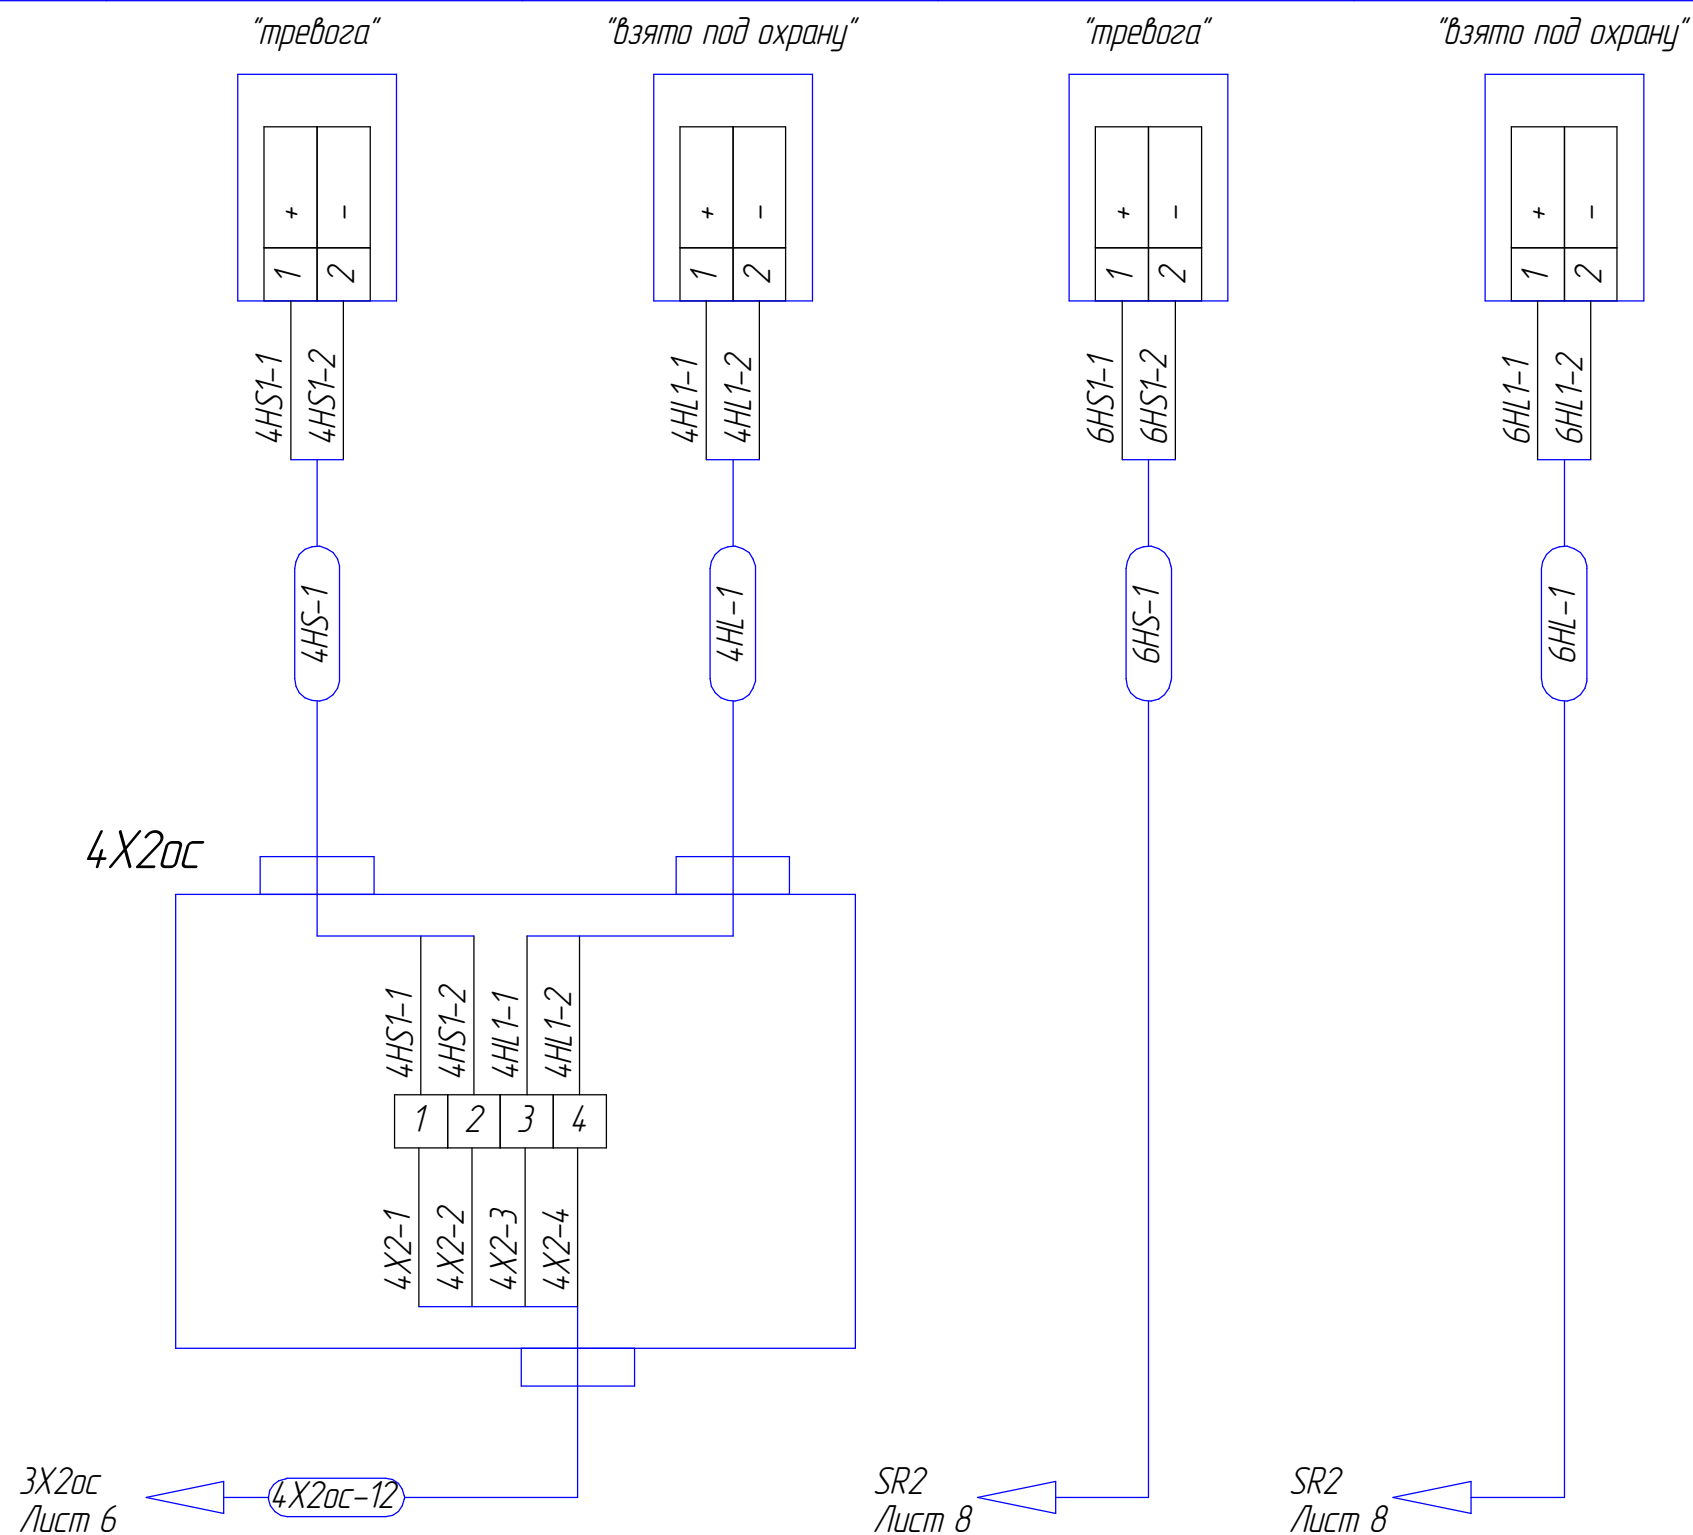 "тревога"
"взято под охрану"
"тревога"
"взято под охрану"
+
-
+
-
+
-
+
-
1
2
1
2
1
2
1
2
4HS1-1
4HS1-2
4HL1-1
4HL1-2
6HS1-1
6HS1-2
6HL1-1
6HL1-2
4HS-1
4HL-1
6HS-1
6HL-1
4X2ос
4HS1-1
4HS1-2
4HL1-1
4HL1-2
1
2
3
4
4X2-1
4X2-2
4X2-3
4X2-4
3X2ос
Лист 6
4X2ос-12
SR2
Лист 8
SR2
Лист 8